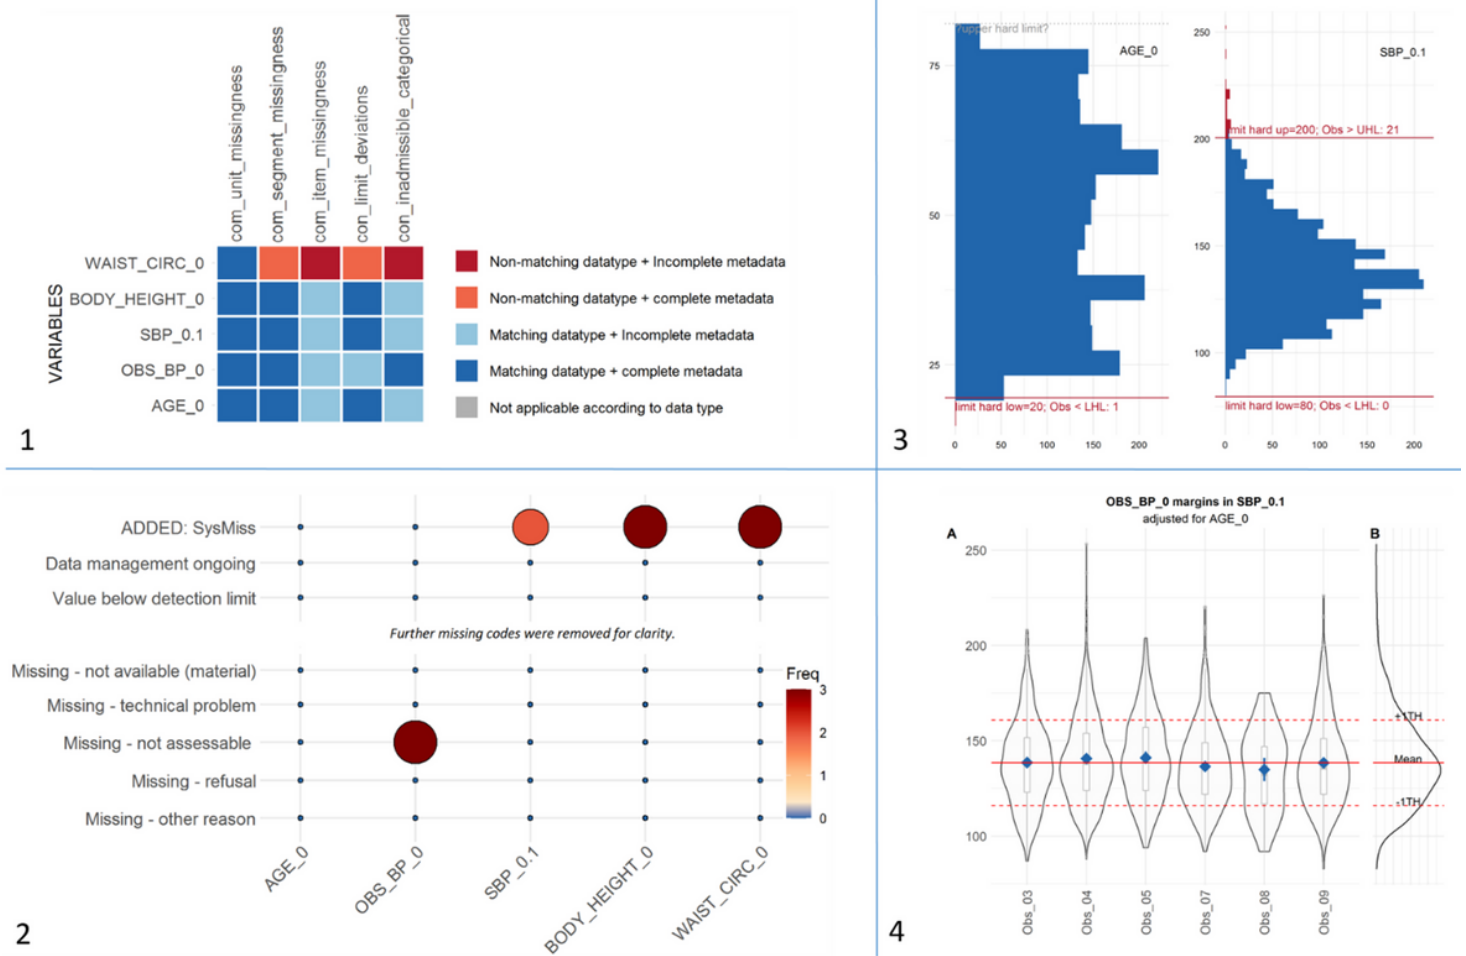 com_unit_missingness
com_segment_missingness
com_item_missingness
con_limit_deviations
con_inadmissible_categorical
VARIABLES
WAIST_CIRC_0
BODY_HEIGHT_0
SBP_0.1
OBS_BP_0
AGE_0
Non-matching datatype + Incomplete metadata
Non-matching datatype + complete metadata
Matching datatype + Incomplete metadata
Matching datatype + complete metadata
Not applicable according to data type
1
?upper hard limit?
AGE_0
75
50
25
limit hard low=20; Obs < LHL: 1
0 50 100 150 200
SBP_0.1
250
200
150
100
mit hard up=200; Obs > UHL: 21
limit hard low=80; Obs < LHL: 0
0 50 100 150 200
3
ADDED: SysMiss
Data management ongoing
Value below detection limit
Further missing codes were removed for clarity.
Missing - not available (material)
Missing - technical problem
Missing - not assessable
Missing - refusal
Missing - other reason
Freq
3
2
1
0
AGE_0
OBS_BP_0
SBP_0.1
BODY_HEIGHT_0
WAIST_CIRC_0
2
OBS_BP_0 margins in SBP_0.1
adjusted for AGE_0
A
B
250
200
150
100
+1TH
Mean
-1TH
Obs_03
Obs_04
Obs_05
Obs_07
Obs_08
Obs_09
4